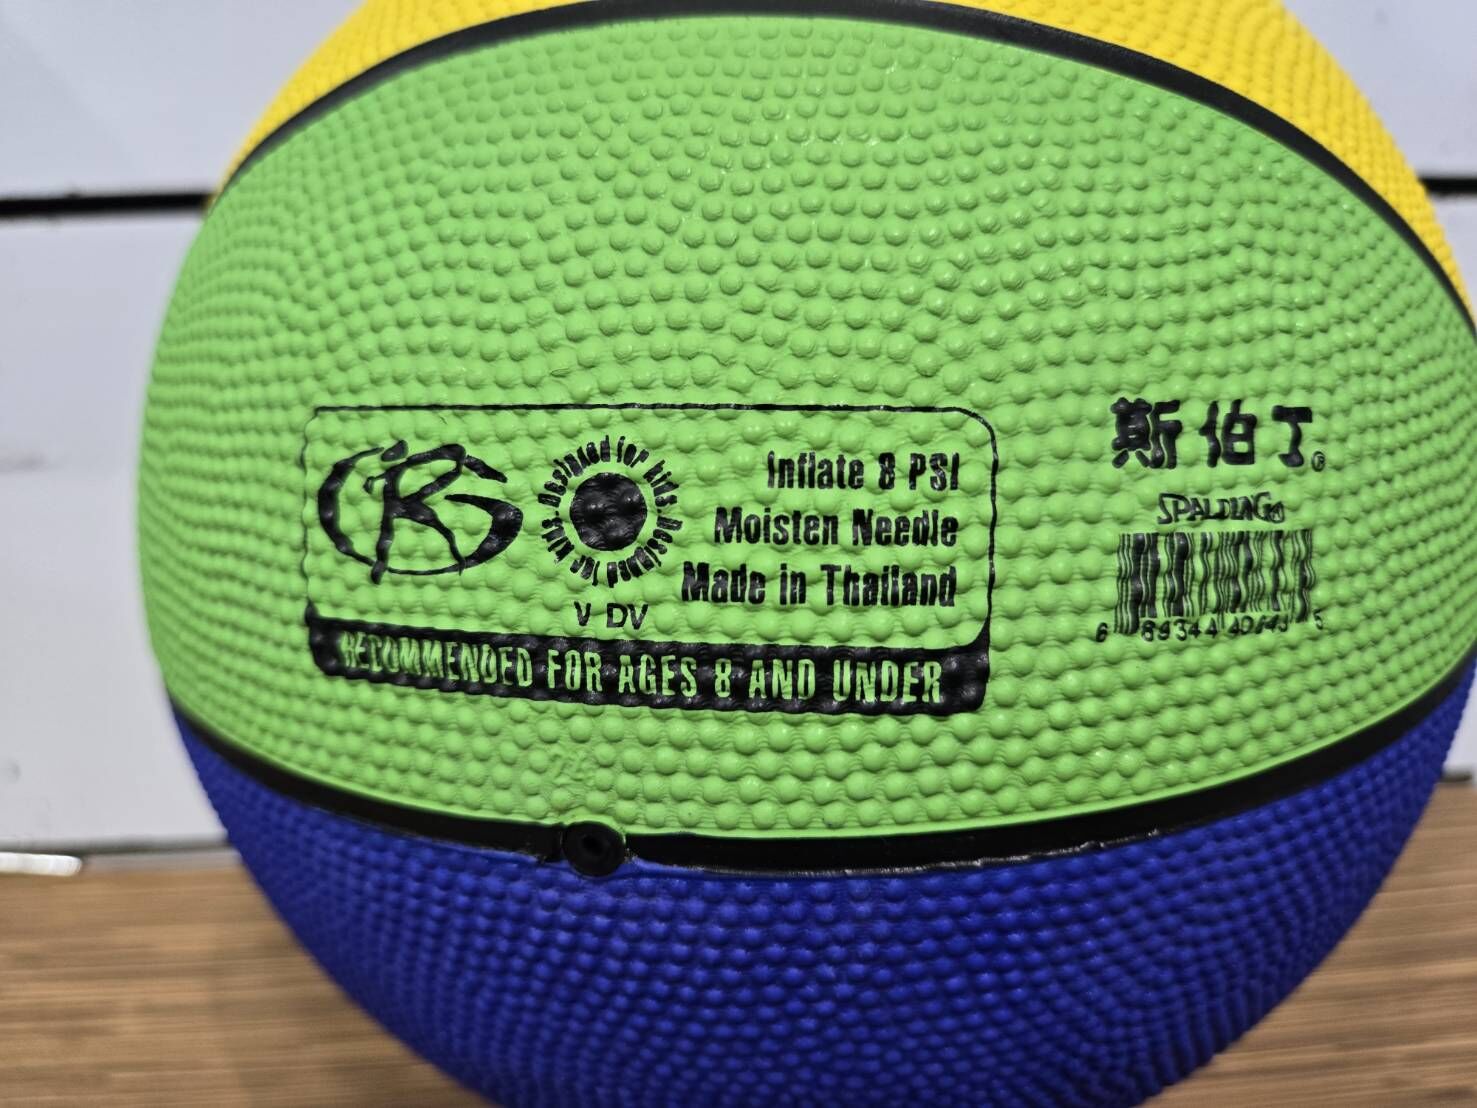 Designed for kids. Designed for kids.
V DV
Inflate 8 PSI
Moisten Needle
Made in Thailand
RECOMMENDED FOR AGES 8 AND UNDER
斯伯丁®
SPALDING®